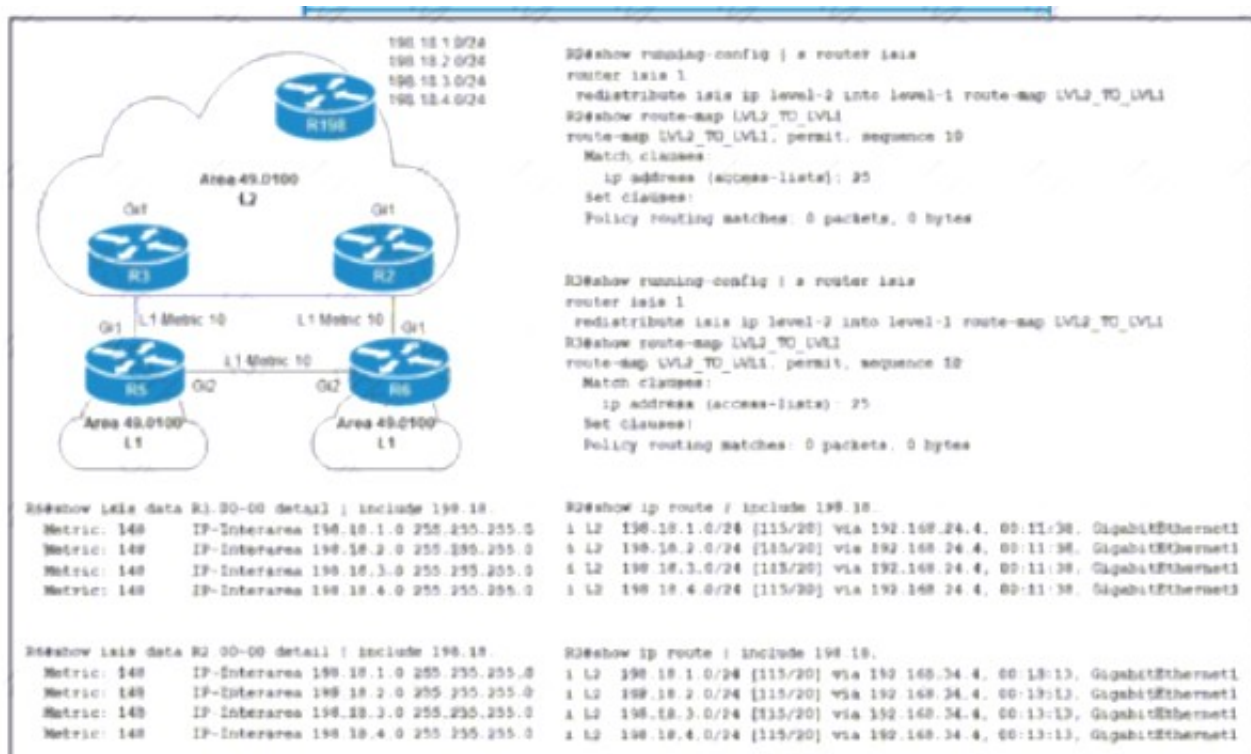 198.18.1.0/24
198.18.2.0/24
198.18.3.0/24
198.18.4.0/24
R198
Area 49.0100
L2
Gi1
Gi1
R3
R2
L1 Metric 10
L1 Metric 10
Gi1
Gi1
L1 Metric 10
R5
Gi2
Gi2
R6
Area 49.0100
L1
Area 49.0100
L1
R2#show running-config | s router isis
router isis 1
redistribute isis ip level-2 into level-1 route-map LVL2_TO_LVL1
R2#show route-map LVL2_TO_LVL1
route-map LVL2_TO_LVL1, permit, sequence 10
Match clauses:
ip address (access-lists): 25
Set clauses:
Policy routing matches: 0 packets, 0 bytes
R3#show running-config | s router isis
router isis 1
redistribute isis ip level-2 into level-1 route-map LVL2_TO_LVL1
R3#show route-map LVL2_TO_LVL1
route-map LVL2_TO_LVL1, permit, sequence 10
Match clauses:
ip address (access-lists): 25
Set clauses:
Policy routing matches: 0 packets, 0 bytes
show isis data R3.00-00 detail | include 198.18.
Metric: 148 IP-Interarea 198.18.1.0 255.255.255.0
Metric: 148 IP-Interarea 198.18.2.0 255.255.255.0
Metric: 148 IP-Interarea 198.18.3.0 255.255.255.0
Metric: 148 IP-Interarea 198.18.4.0 255.255.255.0
R2#show ip route | include 198.18.
i L2 198.18.1.0/24 [115/20] via 192.168.24.4, 00:11:38, GigabitEthernet1
i L2 198.18.2.0/24 [115/20] via 192.168.24.4, 00:11:38, GigabitEthernet1
i L2 198.18.3.0/24 [115/20] via 192.168.24.4, 00:11:38, GigabitEthernet1
i L2 198.18.4.0/24 [115/20] via 192.168.24.4, 00:11:38, GigabitEthernet1
show isis data R2.00-00 detail | include 198.18.
Metric: 148 IP-Interarea 198.18.1.0 255.255.255.0
Metric: 148 IP-Interarea 198.18.2.0 255.255.255.0
Metric: 148 IP-Interarea 198.18.3.0 255.255.255.0
Metric: 148 IP-Interarea 198.18.4.0 255.255.255.0
R3#show ip route | include 198.18.
i L2 198.18.1.0/24 [115/20] via 192.168.34.4, 00:13:13, GigabitEthernet1
i L2 198.18.2.0/24 [115/20] via 192.168.34.4, 00:13:13, GigabitEthernet1
i L2 198.18.3.0/24 [115/20] via 192.168.34.4, 00:13:13, GigabitEthernet1
i L2 198.18.4.0/24 [115/20] via 192.168.34.4, 00:13:13, GigabitEthernet1